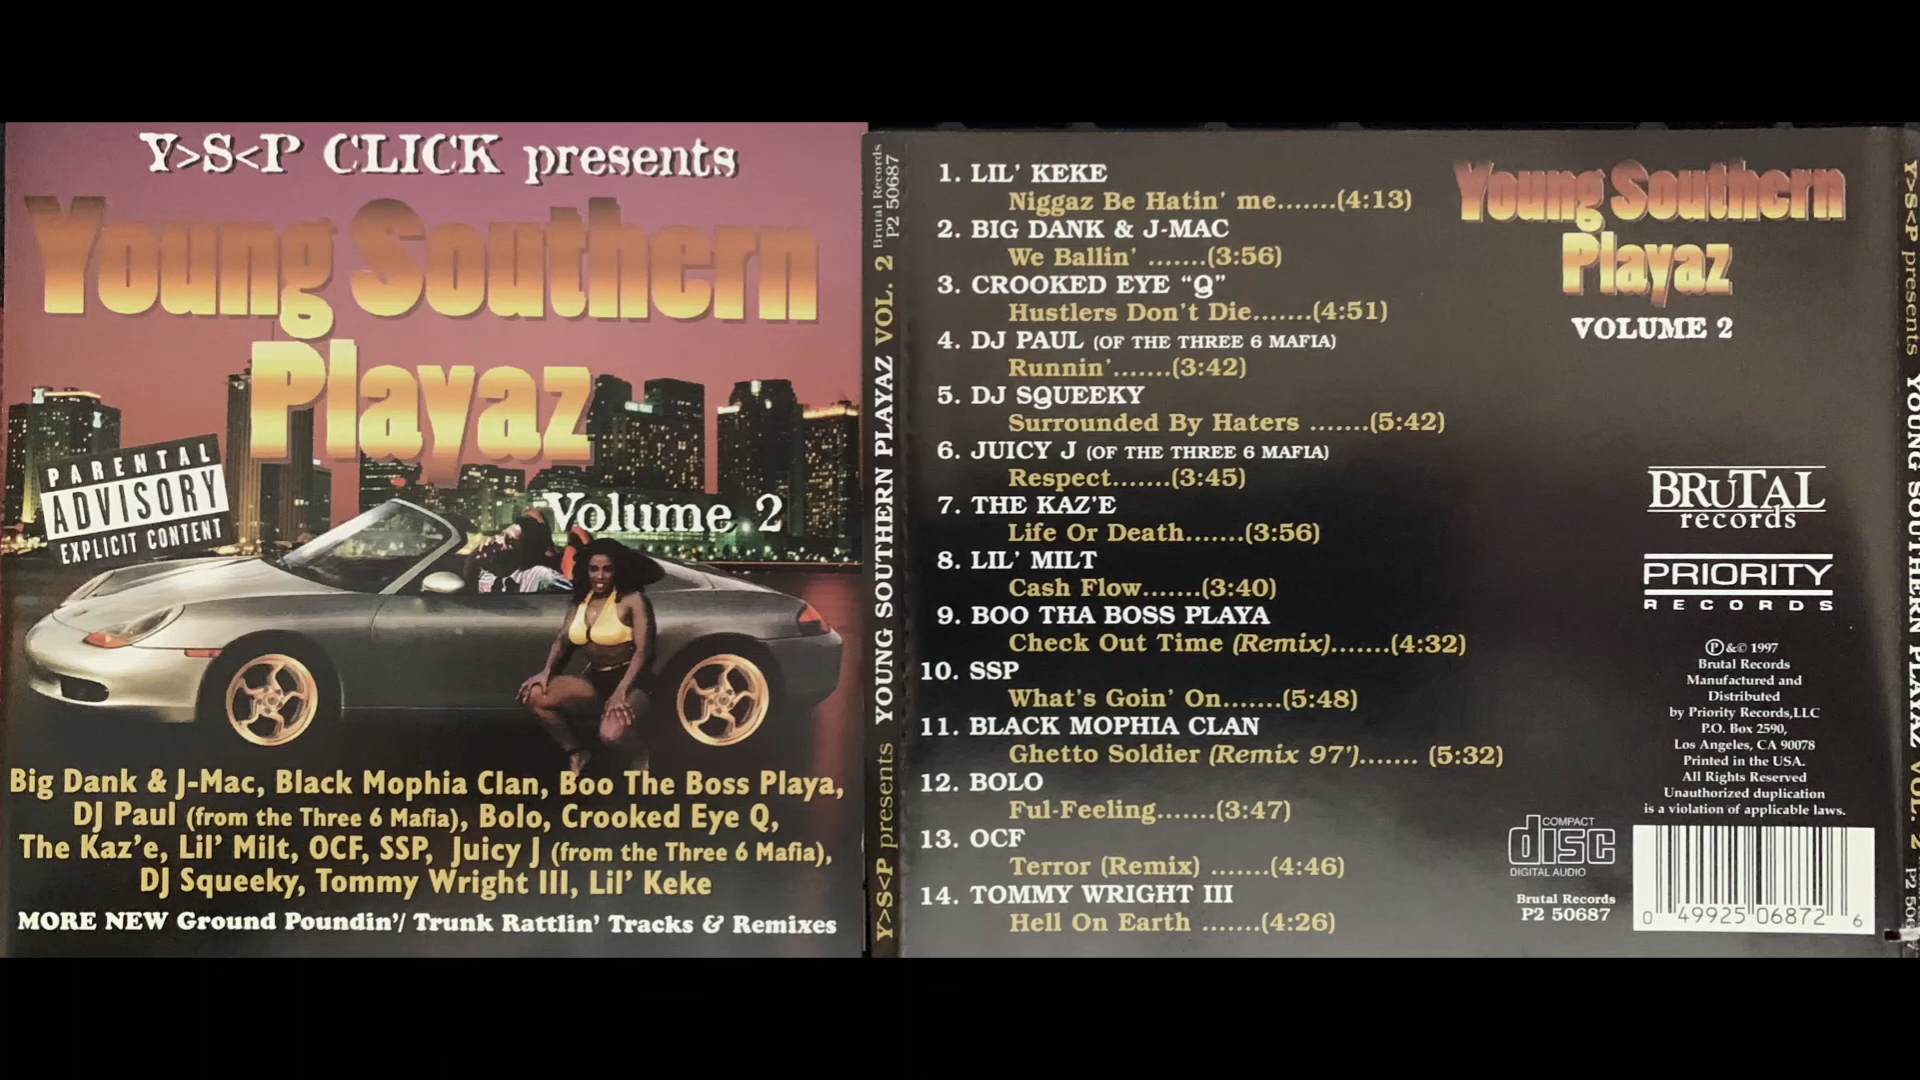 Y>S<P CLICK presents
Young Southern
Playaz
Volume 2
PARENTAL
ADVISORY
EXPLICIT CONTENT
Big Dank & J-Mac, Black Mophia Clan, Boo The Boss Playa,
DJ Paul (from the Three 6 Mafia), Bolo, Crooked Eye Q,
The Kaz'e, Lil' Milt, OCF, SSP, Juicy J (from the Three 6 Mafia),
DJ Squeeky, Tommy Wright III, Lil' Keke
MORE NEW Ground Poundin'/ Trunk Rattlin' Tracks & Remixes
Y>S<P presents YOUNG SOUTHERN PLAYAZ VOL. 2
Brutal Records
P2 50687
1. LIL' KEKE
Niggaz Be Hatin' me.......(4:13)
2. BIG DANK & J-MAC
We Ballin' .......(3:56)
3. CROOKED EYE “Q”
Hustlers Don't Die.......(4:51)
4. DJ PAUL (OF THE THREE 6 MAFIA)
Runnin'.......(3:42)
5. DJ SQUEEKY
Surrounded By Haters .......(5:42)
6. JUICY J (OF THE THREE 6 MAFIA)
Respect.......(3:45)
7. THE KAZ'E
Life Or Death.......(3:56)
8. LIL' MILT
Cash Flow.......(3:40)
9. BOO THA BOSS PLAYA
Check Out Time (Remix).......(4:32)
10. SSP
What's Goin' On.......(5:48)
11. BLACK MOPHIA CLAN
Ghetto Soldier (Remix 97').......  (5:32)
12. BOLO
Ful-Feeling.......(3:47)
13. OCF
Terror (Remix) .......(4:46)
14. TOMMY WRIGHT III
Hell On Earth .......(4:26)
Young Southern
Playaz
VOLUME 2
BRUTAL
records
PRIORITY
RECORDS
℗&© 1997
Brutal Records
Manufactured and
Distributed
by Priority Records,LLC
P.O. Box 2590,
Los Angeles, CA 90078
Printed in the USA.
All Rights Reserved
Unauthorized duplication
is a violation of applicable laws.
COMPACT
disc
DIGITAL AUDIO
Brutal Records
P2 50687
0 49925 06872 6
Y>S<P presents YOUNG SOUTHERN PLAYAZ VOL. 2